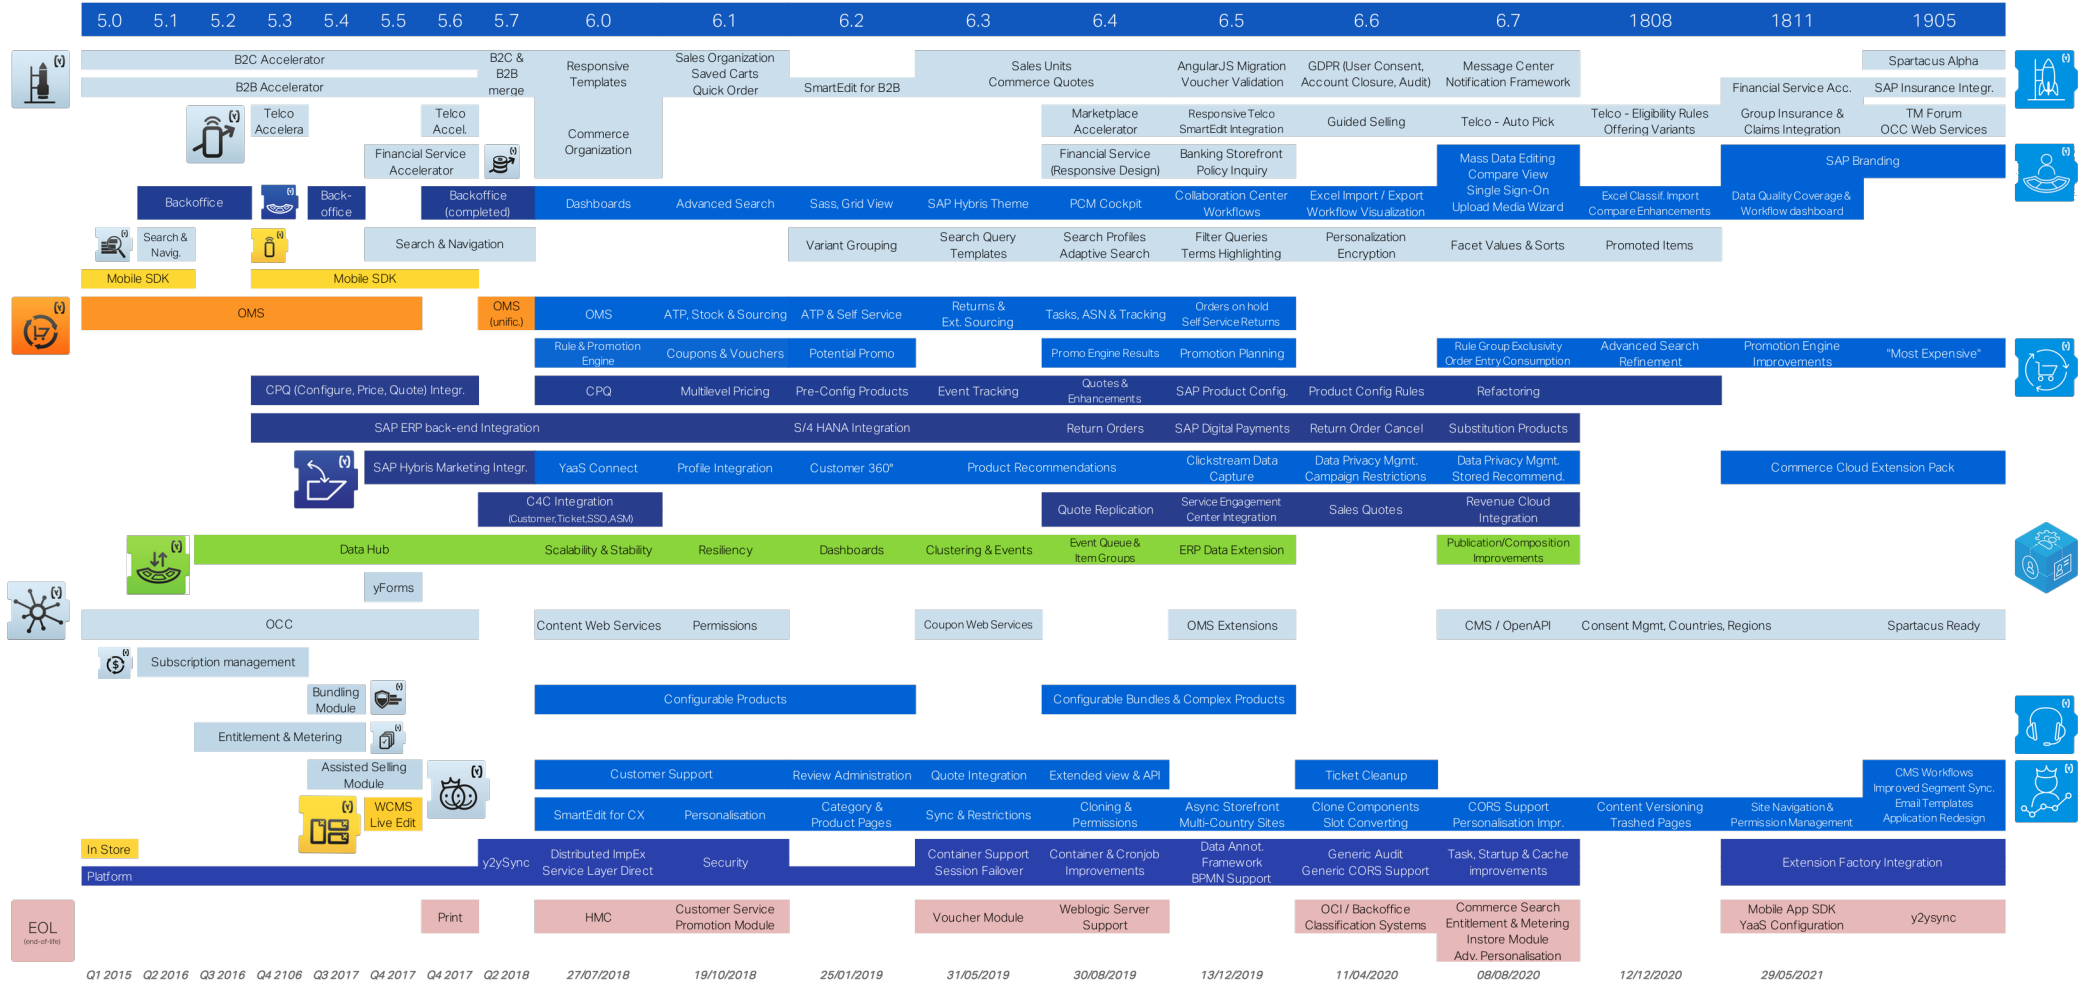 5.0 5.1 5.2 5.3 5.4 5.5 5.6 5.7 6.0 6.1 6.2 6.3 6.4 6.5 6.6 6.7 1808 1811 1905
B2C Accelerator
B2B Accelerator
B2C &
B2B
merge
Responsive
Templates
Sales Organization
Saved Carts
Quick Order
SmartEdit for B2B
Sales Units
Commerce Quotes
AngularJS Migration
Voucher Validation
GDPR (User Consent,
Account Closure, Audit)
Message Center
Notification Framework
Financial Service Acc.
Spartacus Alpha
SAP Insurance Integr.
Telco
Accelera
Telco
Accel.
Commerce
Organization
Marketplace
Accelerator
Responsive Telco
SmartEdit Integration
Guided Selling
Telco - Auto Pick
Telco - Eligibility Rules
Offering Variants
Group Insurance &
Claims Integration
TM Forum
OCC Web Services
Financial Service
Accelerator
Financial Service
(Responsive Design)
Banking Storefront
Policy Inquiry
Mass Data Editing
Compare View
Single Sign-On
Upload Media Wizard
SAP Branding
Backoffice
Back-
office
Backoffice
(completed)
Dashboards
Advanced Search
Sass, Grid View
SAP Hybris Theme
PCM Cockpit
Collaboration Center
Workflows
Excel Import / Export
Workflow Visualization
Excel Classif. Import
Compare Enhancements
Data Quality Coverage &
Workflow dashboard
Search &
Navig.
Search & Navigation
Variant Grouping
Search Query
Templates
Search Profiles
Adaptive Search
Filter Queries
Terms Highlighting
Personalization
Encryption
Facet Values & Sorts
Promoted Items
Mobile SDK
Mobile SDK
OMS
OMS
(unific.)
OMS
ATP, Stock & Sourcing
ATP & Self Service
Returns &
Ext. Sourcing
Tasks, ASN & Tracking
Orders on hold
Self Service Returns
Rule & Promotion
Engine
Coupons & Vouchers
Potential Promo
Promo Engine Results
Promotion Planning
Rule Group Exclusivity
Order Entry Consumption
Advanced Search
Refinement
Promotion Engine
Improvements
"Most Expensive"
CPQ (Configure, Price, Quote) Integr.
CPQ
Multilevel Pricing
Pre-Config Products
Event Tracking
Quotes &
Enhancements
SAP Product Config.
Product Config Rules
Refactoring
SAP ERP back-end Integration
S/4 HANA Integration
Return Orders
SAP Digital Payments
Return Order Cancel
Substitution Products
SAP Hybris Marketing Integr.
YaaS Connect
Profile Integration
Customer 360°
Product Recommendations
Clickstream Data
Capture
Data Privacy Mgmt.
Campaign Restrictions
Data Privacy Mgmt.
Stored Recommend.
Commerce Cloud Extension Pack
C4C Integration
(Customer,Ticket,SSO,ASM)
Quote Replication
Service Engagement
Center Integration
Sales Quotes
Revenue Cloud
Integration
Data Hub
Scalability & Stability
Resiliency
Dashboards
Clustering & Events
Event Queue &
Item Groups
ERP Data Extension
Publication/Composition
Improvements
yForms
OCC
Content Web Services
Permissions
Coupon Web Services
OMS Extensions
CMS / OpenAPI
Consent Mgmt, Countries, Regions
Spartacus Ready
Subscription management
Bundling
Module
Configurable Products
Configurable Bundles & Complex Products
Entitlement & Metering
Assisted Selling
Module
Customer Support
Review Administration
Quote Integration
Extended view & API
Ticket Cleanup
CMS Workflows
Improved Segment Sync.
Email Templates
Application Redesign
WCMS
Live Edit
SmartEdit for CX
Personalisation
Category &
Product Pages
Sync & Restrictions
Cloning &
Permissions
Async Storefront
Multi-Country Sites
Clone Components
Slot Converting
CORS Support
Personalisation Impr.
Content Versioning
Trashed Pages
Site Navigation &
Permission Management
In Store
Platform
y2ySync
Distributed ImpEx
Service Layer Direct
Security
Container Support
Session Failover
Container & Cronjob
Improvements
Data Annot.
Framework
BPMN Support
Generic Audit
Generic CORS Support
Task, Startup & Cache
improvements
Extension Factory Integration
EOL
(end-of-life)
Print
HMC
Customer Service
Promotion Module
Voucher Module
Weblogic Server
Support
OCI / Backoffice
Classification Systems
Commerce Search
Entitlement & Metering
Instore Module
Adv. Personalisation
Mobile App SDK
YaaS Configuration
y2ysync
Q1 2015 Q2 2016 Q3 2016 Q4 2106 Q3 2017 Q4 2017 Q4 2017 Q2 2018 27/07/2018 19/10/2018 25/01/2019 31/05/2019 30/08/2019 13/12/2019 11/04/2020 08/08/2020 12/12/2020 29/05/2021